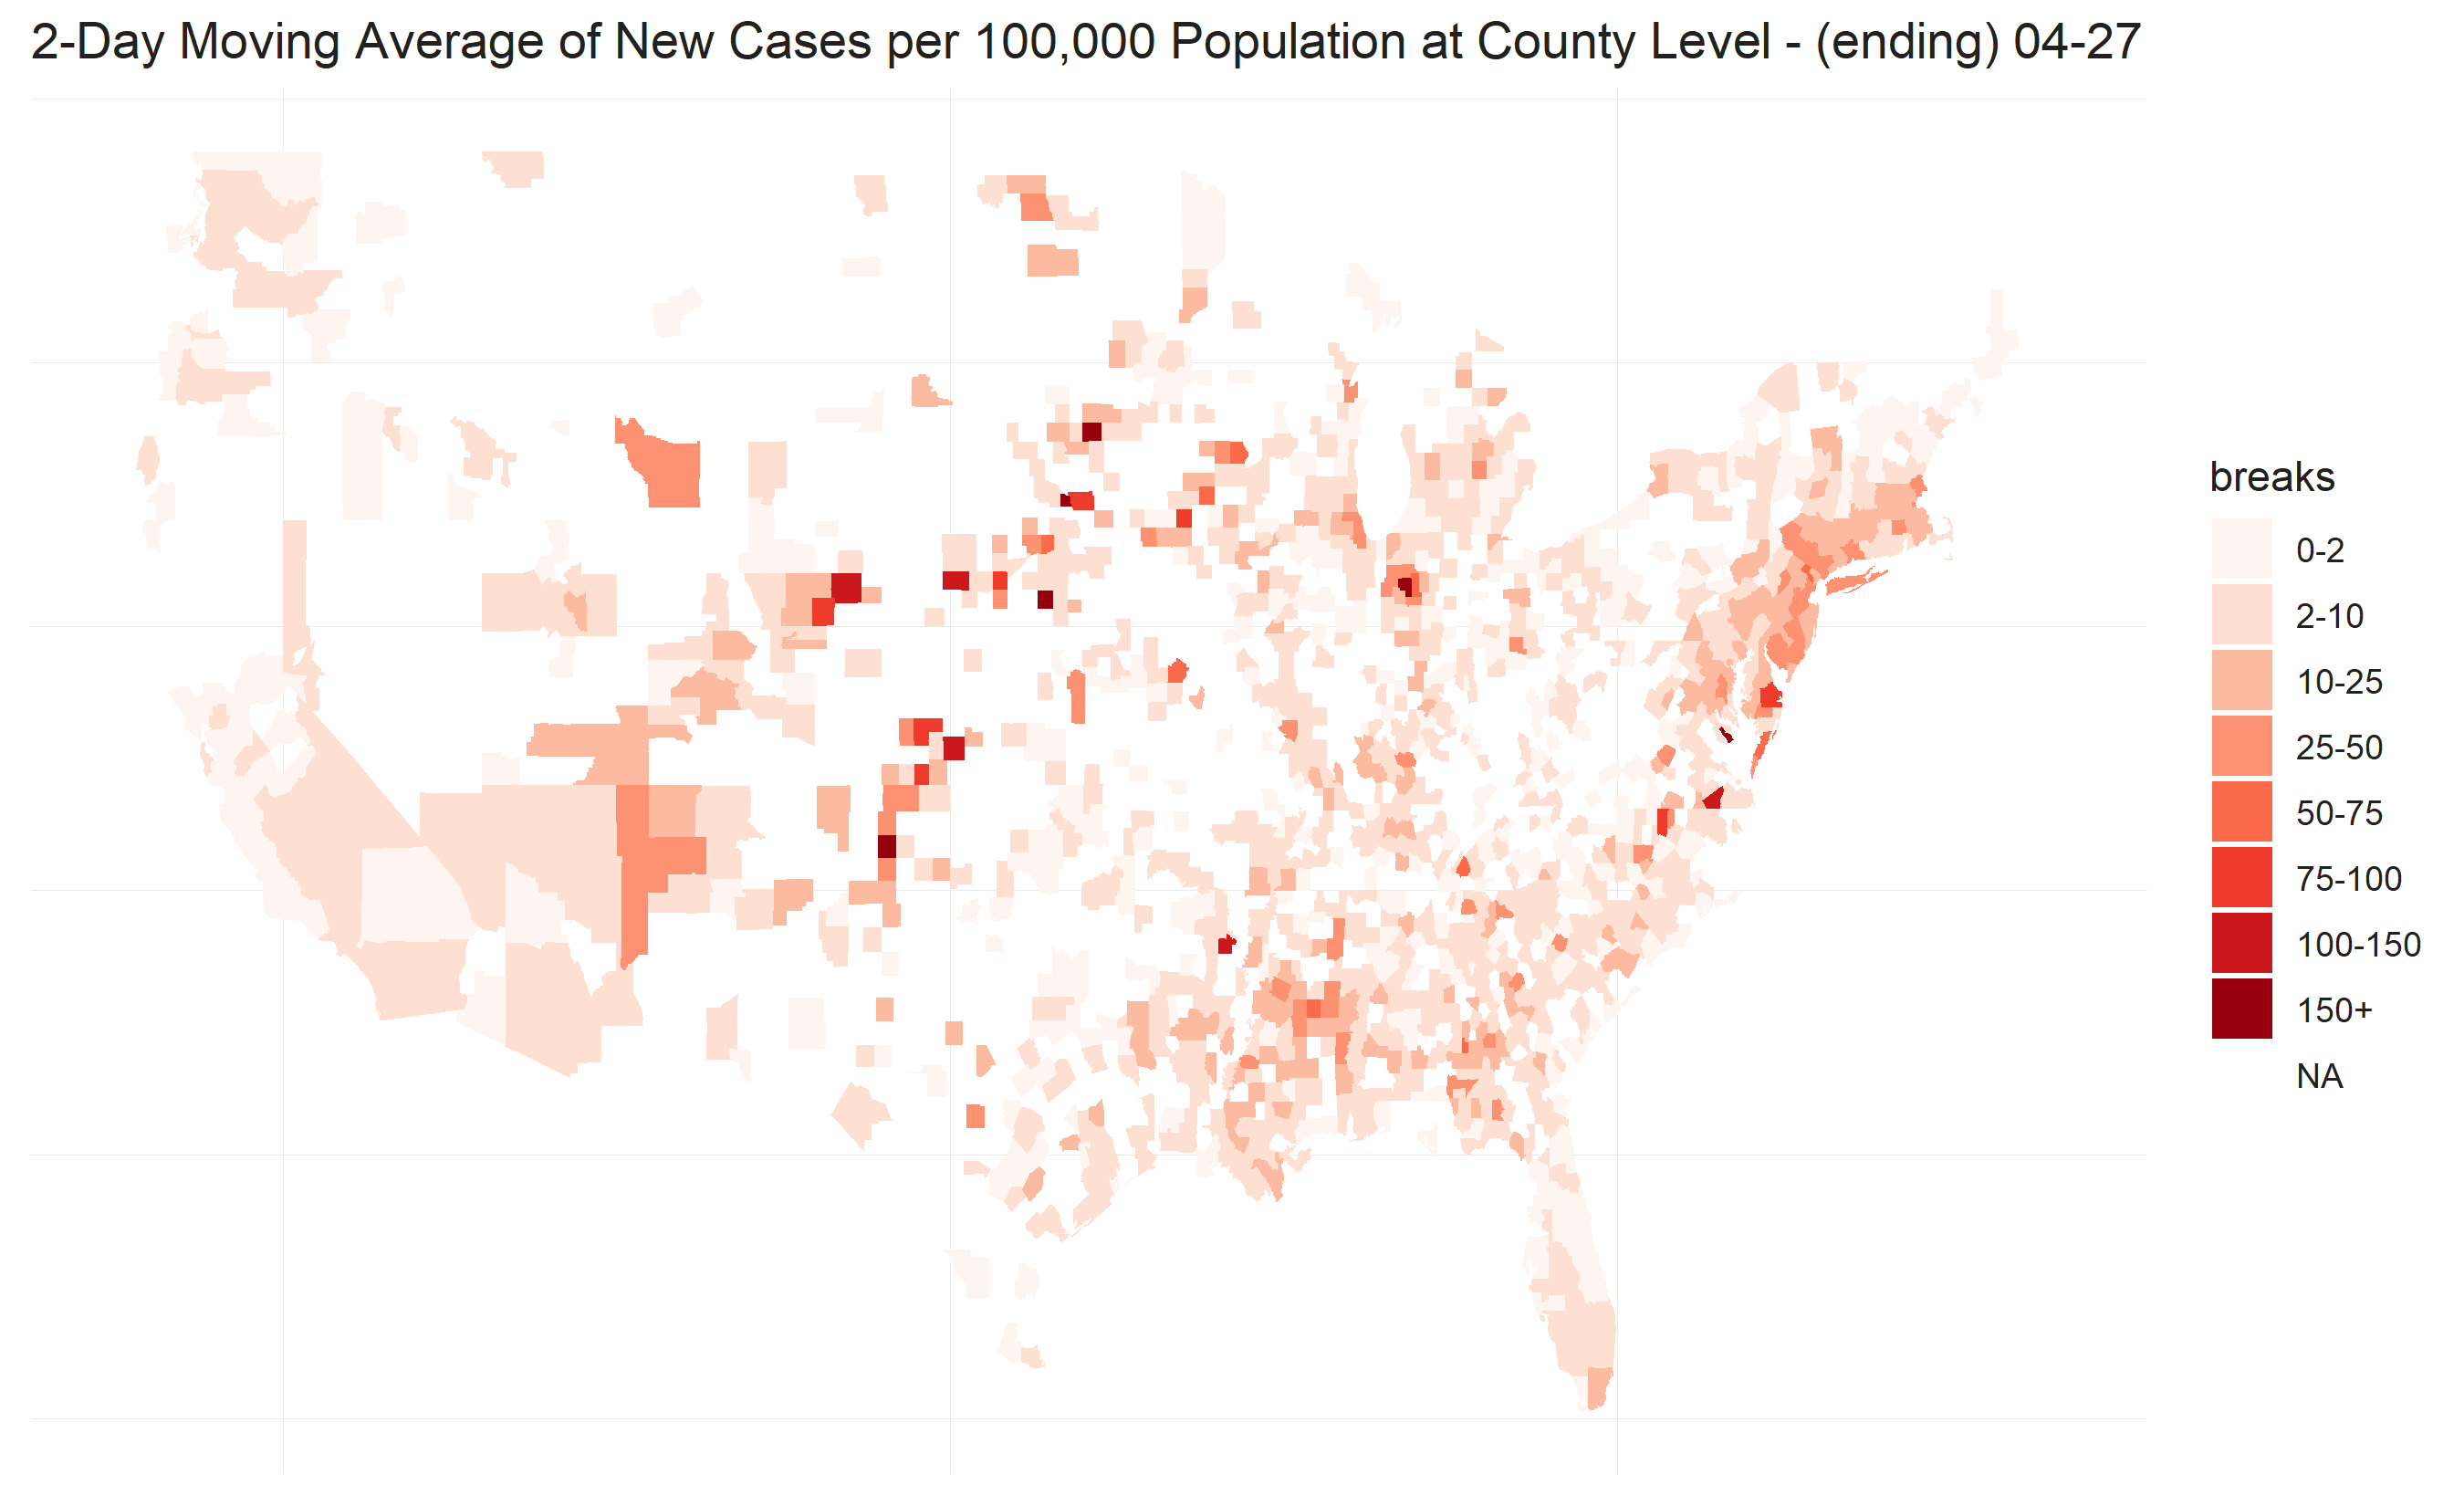 2-Day Moving Average of New Cases per 100,000 Population at County Level - (ending) 04-27
breaks
0-2
2-10
10-25
25-50
50-75
75-100
100-150
150+
NA